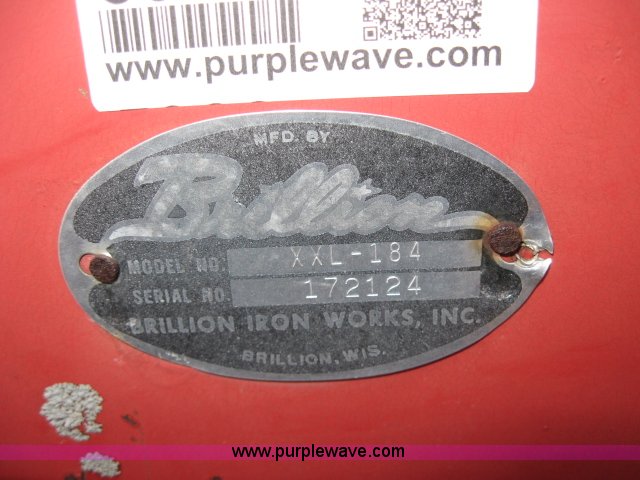 www.purplewave.com
MFD. BY
Brillion
MODEL NO. XXL-184
SERIAL NO. 172124
BRILLION IRON WORKS, INC.
BRILLION, WIS.
www.purplewave.com